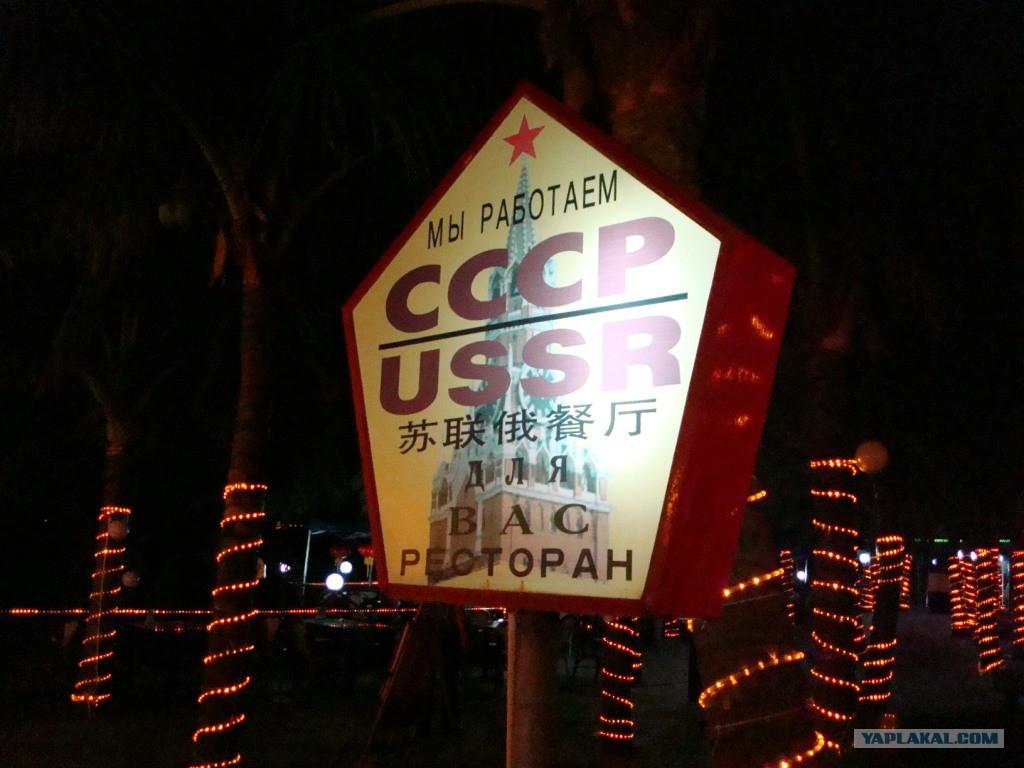 МЫ РАБОТАЕМ
СССР
USSR
苏联俄餐厅
ДЛЯ
ВАС
РЕСТОРАН
YAPLAKAL.COM